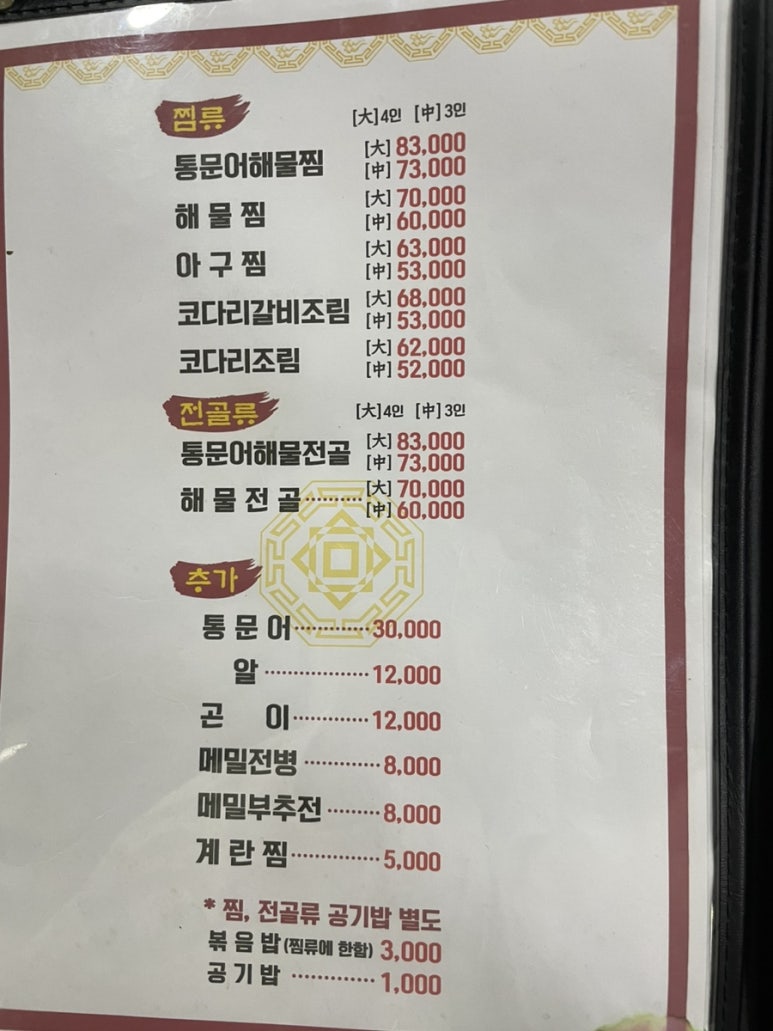 찜류 [大]4인 [中]3인
통문어해물찜 [大] 83,000
[中] 73,000
해물찜 [大] 70,000
[中] 60,000
아구찜 [大] 63,000
[中] 53,000
코다리갈비조림 [大] 68,000
[中] 53,000
코다리조림 [大] 62,000
[中] 52,000
전골류 [大]4인 [中]3인
통문어해물전골 [大] 83,000
[中] 73,000
해물전골 [大] 70,000
[中] 60,000
추가
통문어 30,000
알 12,000
곤이 12,000
메밀전병 8,000
메밀부추전 8,000
계란찜 5,000
* 찜, 전골류 공기밥 별도
볶음밥(찜류에 한함) 3,000
공기밥 1,000